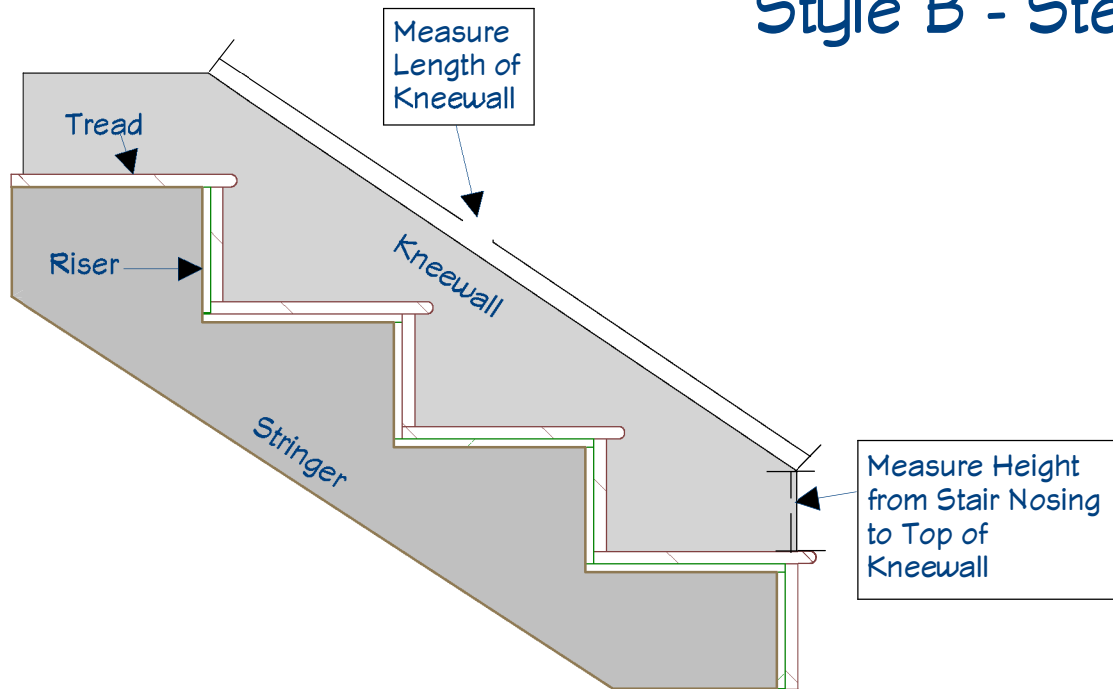 Style B - Ste
Measure
Length of
Kneewall
Tread
Riser
Kneewall
Stringer
Measure Height
from Stair Nosing
to Top of
Kneewall